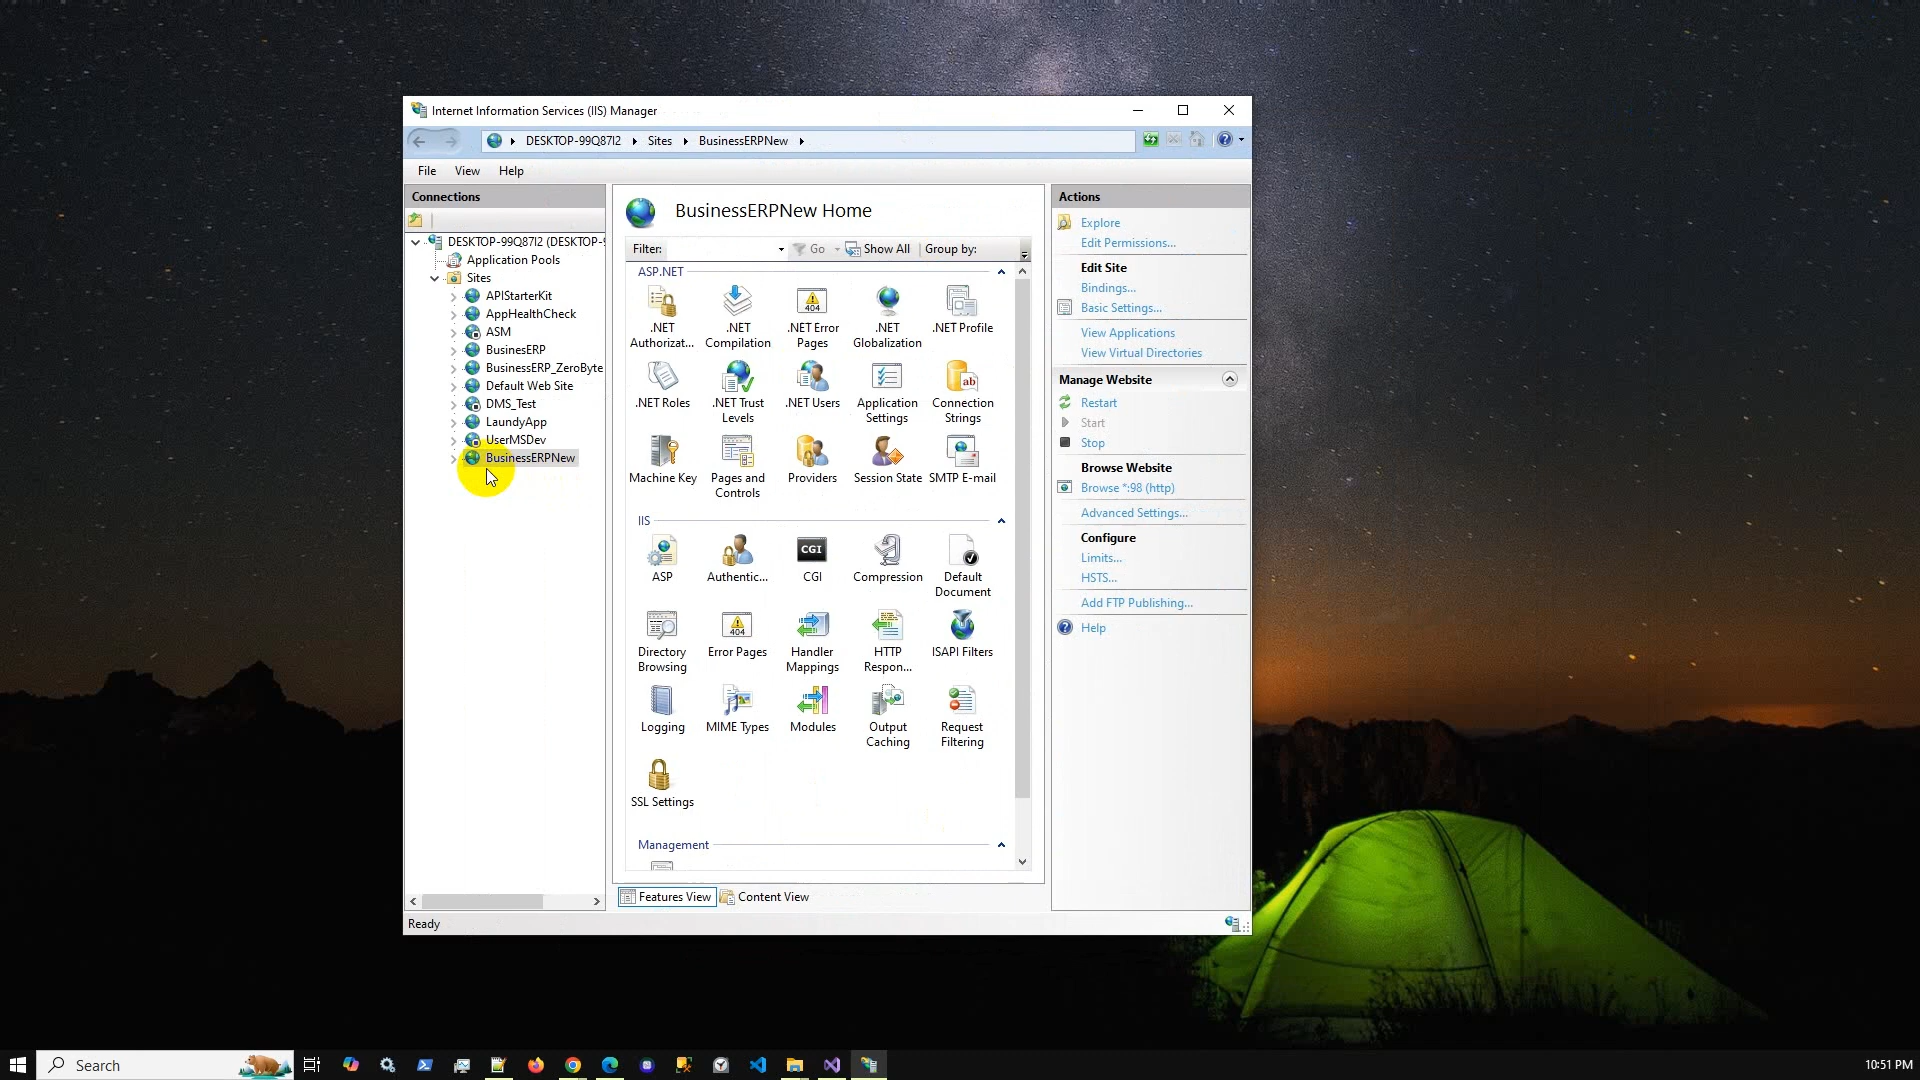 Internet Information Services (IIS) Manager
DESKTOP-99Q87I2 Sites BusinessERPNew
File View Help
Connections
DESKTOP-99Q87I2 (DESKTOP-9
Application Pools
Sites
APIStarterKit
AppHealthCheck
ASM
BusinesERP
BusinessERP_ZeroByte
Default Web Site
DMS_Test
LaundyApp
UserMSDev
BusinessERPNew
BusinessERPNew Home
Filter: Go Show All Group by:
ASP.NET
.NET Authorizat...
.NET Compilation
.NET Error Pages
.NET Globalization
.NET Profile
.NET Roles
.NET Trust Levels
.NET Users
Application Settings
Connection Strings
Machine Key
Pages and Controls
Providers
Session State
SMTP E-mail
IIS
ASP
Authentic...
CGI
Compression
Default Document
Directory Browsing
Error Pages
Handler Mappings
HTTP Respon...
ISAPI Filters
Logging
MIME Types
Modules
Output Caching
Request Filtering
SSL Settings
Management
Features View Content View
Actions
Explore
Edit Permissions...
Edit Site
Bindings...
Basic Settings...
View Applications
View Virtual Directories
Manage Website
Restart
Start
Stop
Browse Website
Browse *:98 (http)
Advanced Settings...
Configure
Limits...
HSTS...
Add FTP Publishing...
Help
Ready
Search
10:51 PM